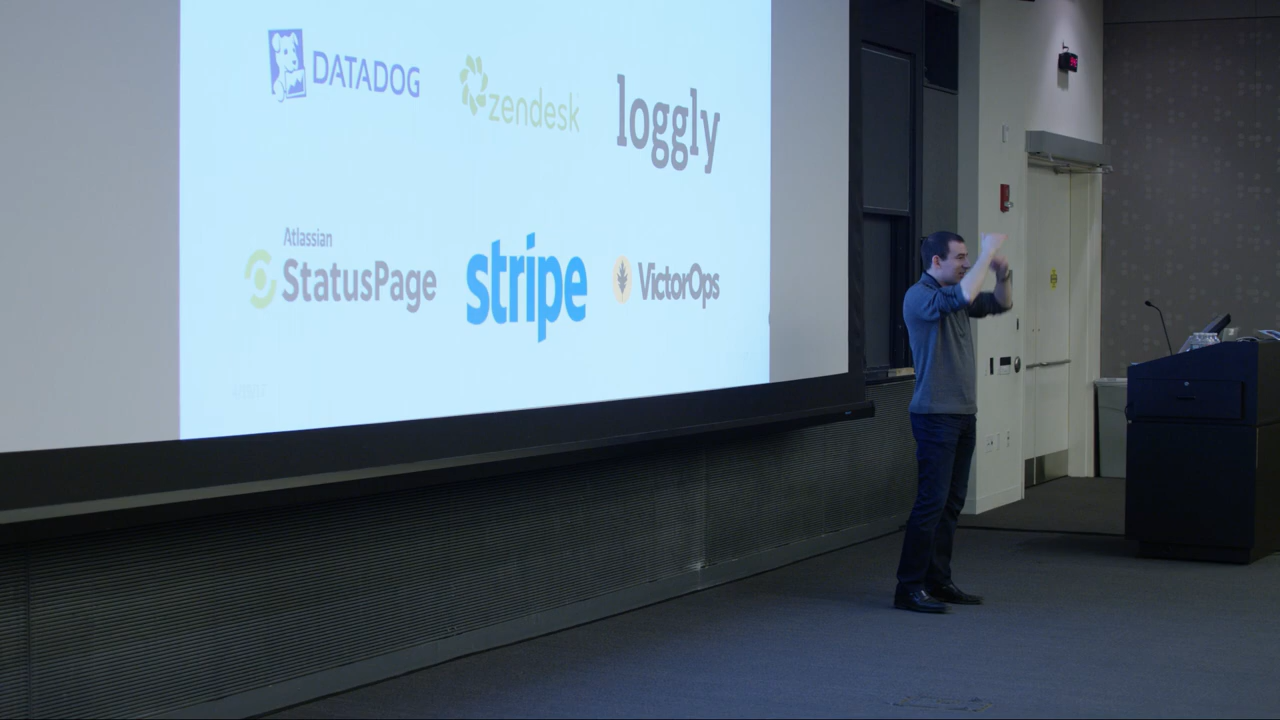 DATADOG
zendesk
loggly
Atlassian
StatusPage
stripe
VictorOps